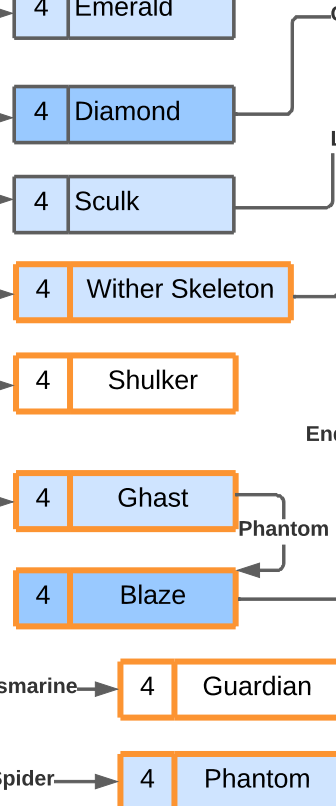 4 Emerald
4 Diamond
4 Sculk
4 Wither Skeleton
4 Shulker
4 Ghast
Phantom
4 Blaze
4 Guardian
4 Phantom